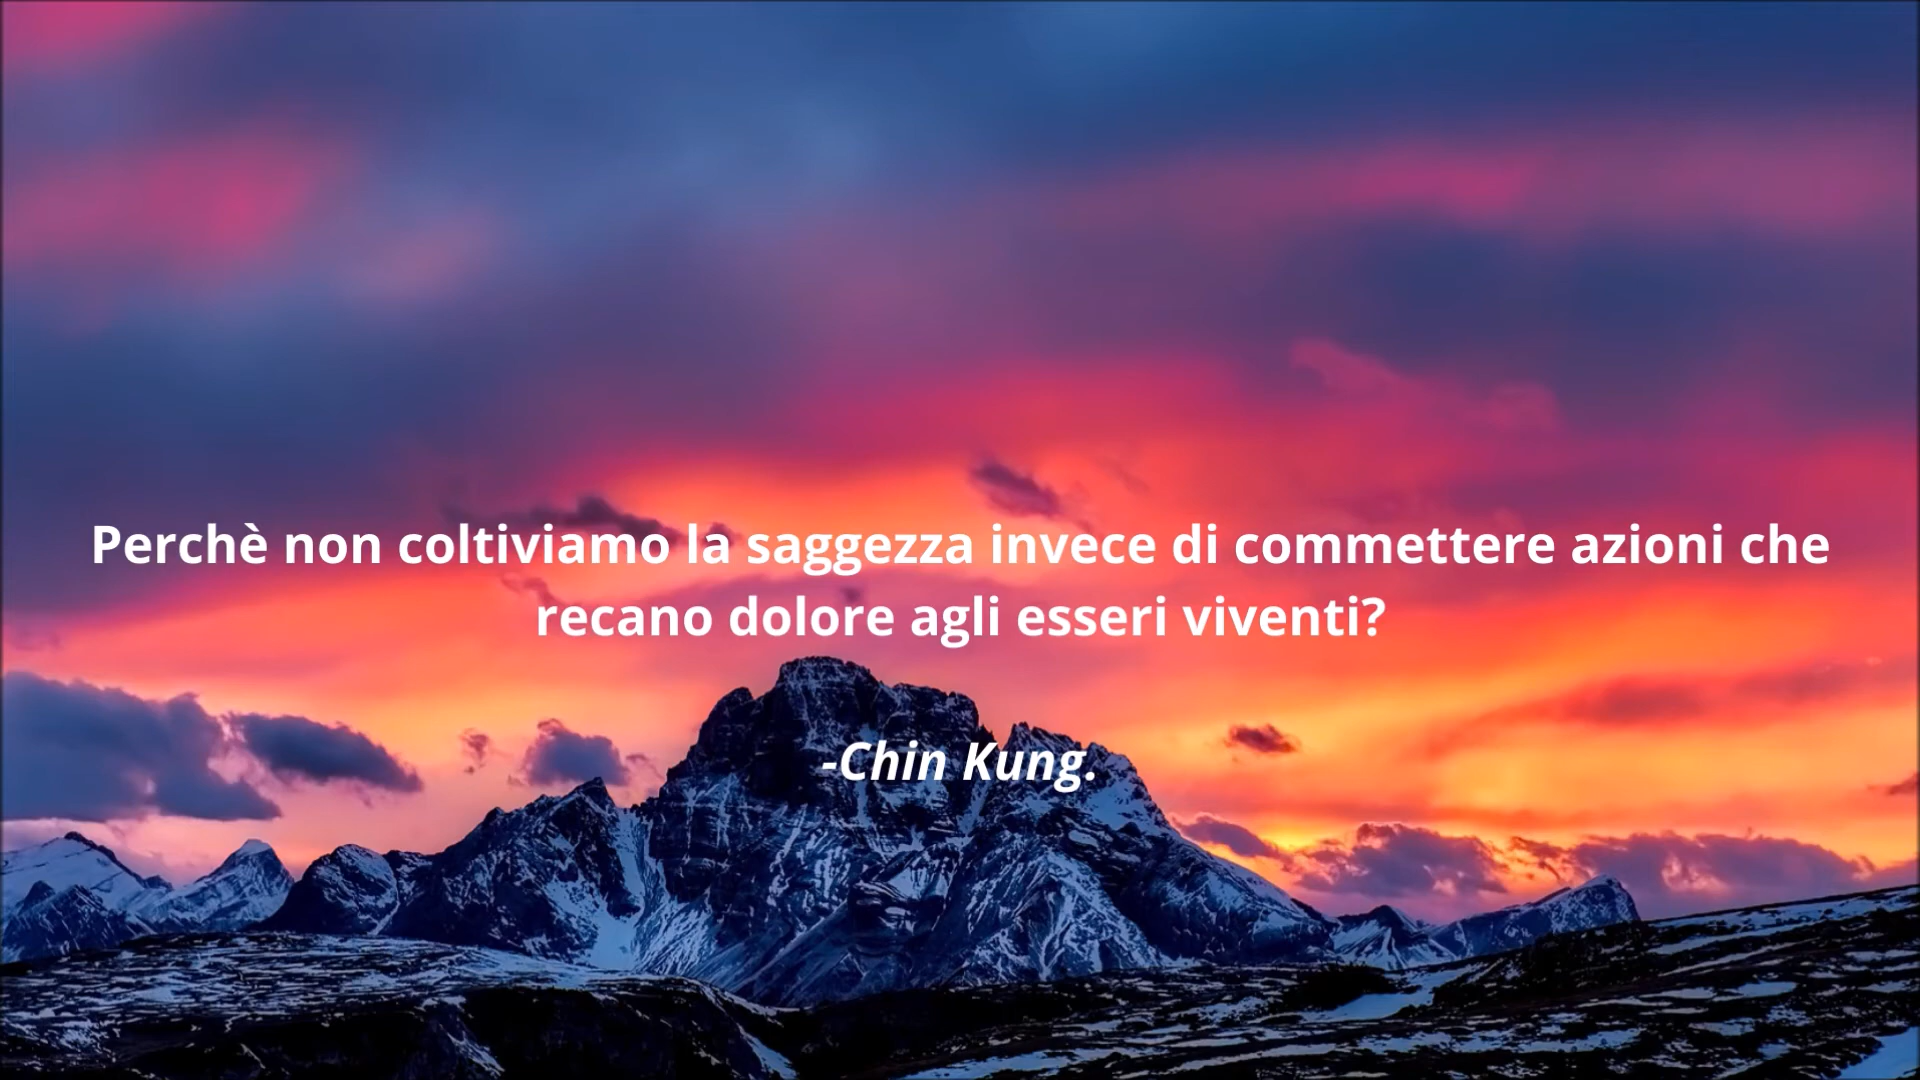 Perchè non coltiviamo la saggezza invece di commettere azioni che
recano dolore agli esseri viventi?
-Chin Kung.